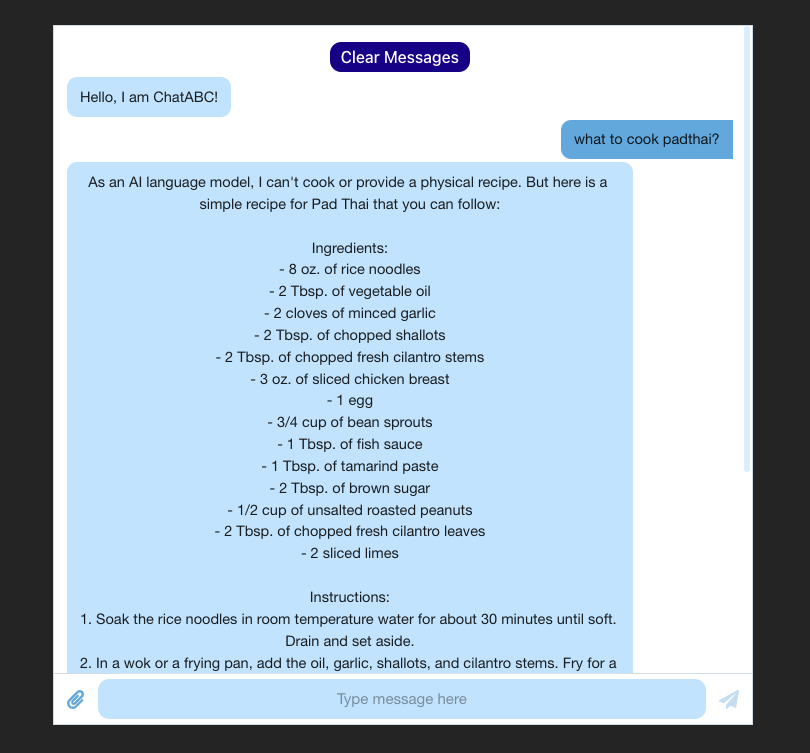 Clear Messages
Hello, I am ChatABC!
what to cook padthai?
As an AI language model, I can't cook or provide a physical recipe. But here is a
simple recipe for Pad Thai that you can follow:
Ingredients:
- 8 oz. of rice noodles
- 2 Tbsp. of vegetable oil
- 2 cloves of minced garlic
- 2 Tbsp. of chopped shallots
- 2 Tbsp. of chopped fresh cilantro stems
- 3 oz. of sliced chicken breast
- 1 egg
- 3/4 cup of bean sprouts
- 1 Tbsp. of fish sauce
- 1 Tbsp. of tamarind paste
- 2 Tbsp. of brown sugar
- 1/2 cup of unsalted roasted peanuts
- 2 Tbsp. of chopped fresh cilantro leaves
- 2 sliced limes
Instructions:
1. Soak the rice noodles in room temperature water for about 30 minutes until soft.
Drain and set aside.
2. In a wok or a frying pan, add the oil, garlic, shallots, and cilantro stems. Fry for a
Type message here